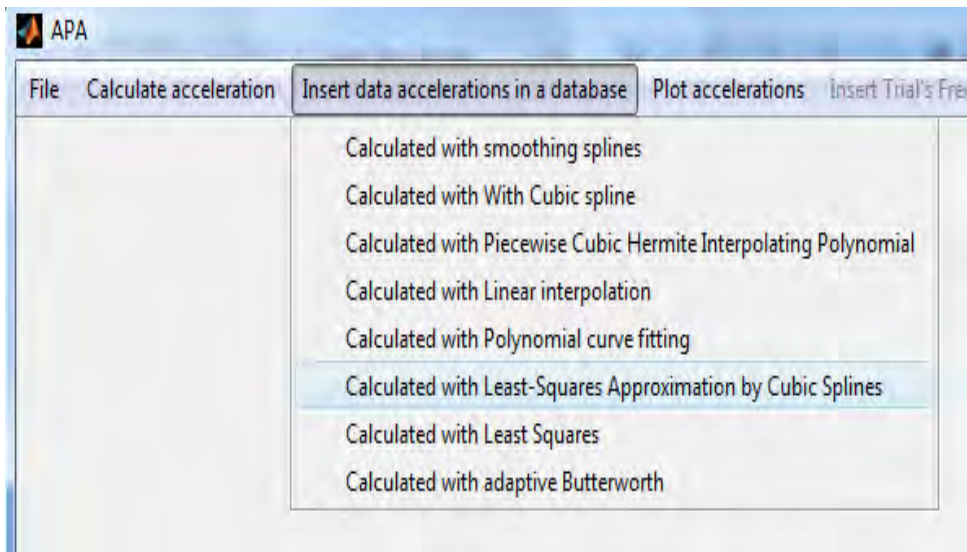 APA
File Calculate acceleration Insert data accelerations in a database Plot accelerations Insert Trial's
Calculated with smoothing splines
Calculated with With Cubic spline
Calculated with Piecewise Cubic Hermite Interpolating Polynomial
Calculated with Linear interpolation
Calculated with Polynomial curve fitting
Calculated with Least-Squares Approximation by Cubic Splines
Calculated with Least Squares
Calculated with adaptive Butterworth